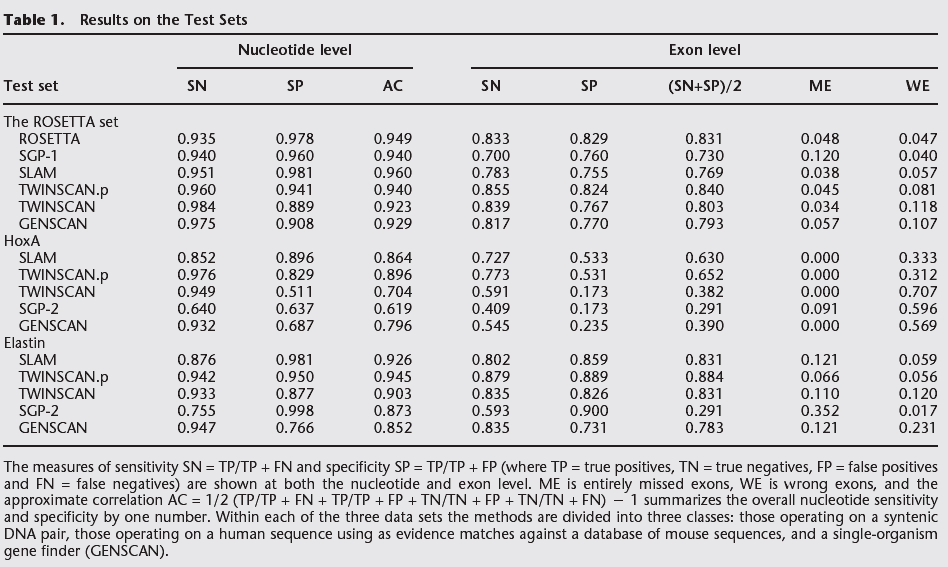 Table 1. Results on the Test Sets
Nucleotide level Exon level
Test set SN SP AC SN SP (SN+SP)/2 ME WE
The ROSETTA set
ROSETTA 0.935 0.978 0.949 0.833 0.829 0.831 0.048 0.047
SGP-1 0.940 0.960 0.940 0.700 0.760 0.730 0.120 0.040
SLAM 0.951 0.981 0.960 0.783 0.755 0.769 0.038 0.057
TWINSCAN.p 0.960 0.941 0.940 0.855 0.824 0.840 0.045 0.081
TWINSCAN 0.984 0.889 0.923 0.839 0.767 0.803 0.034 0.118
GENSCAN 0.975 0.908 0.929 0.817 0.770 0.793 0.057 0.107
HoxA
SLAM 0.852 0.896 0.864 0.727 0.533 0.630 0.000 0.333
TWINSCAN.p 0.976 0.829 0.896 0.773 0.531 0.652 0.000 0.312
TWINSCAN 0.949 0.511 0.704 0.591 0.173 0.382 0.000 0.707
SGP-2 0.640 0.637 0.619 0.409 0.173 0.291 0.091 0.596
GENSCAN 0.932 0.687 0.796 0.545 0.235 0.390 0.000 0.569
Elastin
SLAM 0.876 0.981 0.926 0.802 0.859 0.831 0.121 0.059
TWINSCAN.p 0.942 0.950 0.945 0.879 0.889 0.884 0.066 0.056
TWINSCAN 0.933 0.877 0.903 0.835 0.826 0.831 0.110 0.120
SGP-2 0.755 0.998 0.873 0.593 0.900 0.291 0.352 0.017
GENSCAN 0.947 0.766 0.852 0.835 0.731 0.783 0.121 0.231
The measures of sensitivity SN = TP/TP + FN and specificity SP = TP/TP + FP (where TP = true positives, TN = true negatives, FP = false positives
and FN = false negatives) are shown at both the nucleotide and exon level. ME is entirely missed exons, WE is wrong exons, and the
approximate correlation AC = 1/2 (TP/TP + FN + TP/TP + FP + TN/TN + FP + TN/TN + FN) − 1 summarizes the overall nucleotide sensitivity
and specificity by one number. Within each of the three data sets the methods are divided into three classes: those operating on a syntenic
DNA pair, those operating on a human sequence using as evidence matches against a database of mouse sequences, and a single-organism
gene finder (GENSCAN).